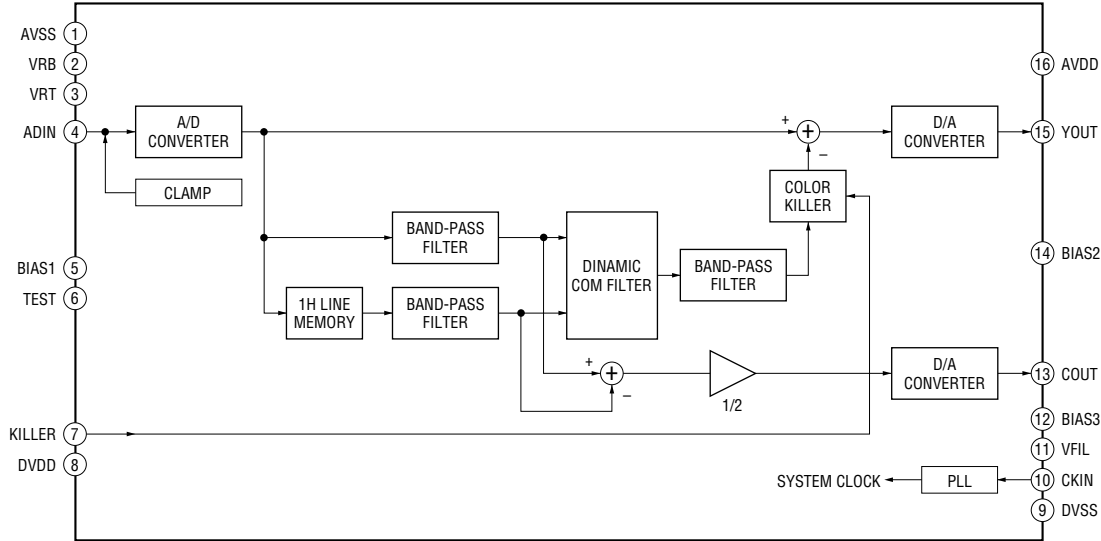 AVSS 1
VRB 2
VRT 3
ADIN 4
BIAS1 5
TEST 6
KILLER 7
DVDD 8
A/D
CONVERTER
CLAMP
1H LINE
MEMORY
BAND-PASS
FILTER
BAND-PASS
FILTER
DINAMIC
COM FILTER
BAND-PASS
FILTER
+
+
–
COLOR
KILLER
+
+
–
1/2
D/A
CONVERTER
D/A
CONVERTER
SYSTEM CLOCK
PLL
16 AVDD
15 YOUT
14 BIAS2
13 COUT
12 BIAS3
11 VFIL
10 CKIN
9 DVSS